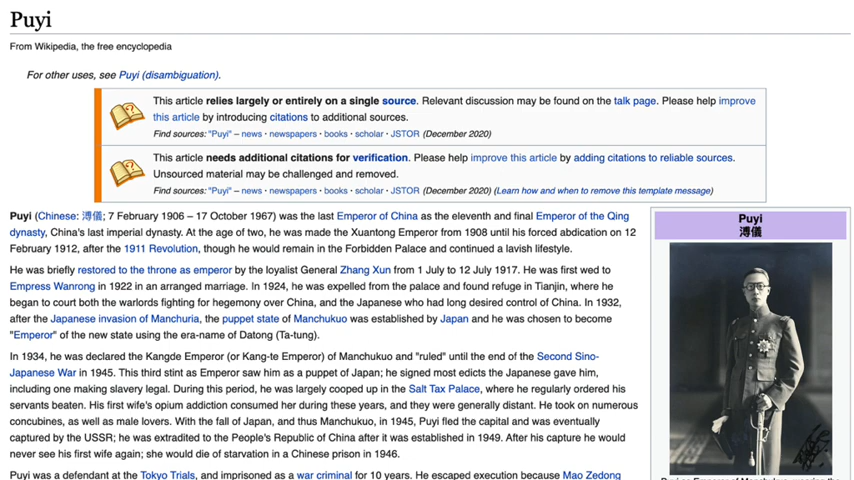 Puyi
From Wikipedia, the free encyclopedia
For other uses, see Puyi (disambiguation).
This article relies largely or entirely on a single source. Relevant discussion may be found on the talk page. Please help improve
this article by introducing citations to additional sources.
Find sources: "Puyi" – news · newspapers · books · scholar · JSTOR (December 2020)
This article needs additional citations for verification. Please help improve this article by adding citations to reliable sources.
Unsourced material may be challenged and removed.
Find sources: "Puyi" – news · newspapers · books · scholar · JSTOR (December 2020) (Learn how and when to remove this template message)
Puyi (Chinese: 溥儀; 7 February 1906 – 17 October 1967) was the last Emperor of China as the eleventh and final Emperor of the Qing
dynasty, China's last imperial dynasty. At the age of two, he was made the Xuantong Emperor from 1908 until his forced abdication on 12
February 1912, after the 1911 Revolution, though he would remain in the Forbidden Palace and continued a lavish lifestyle.
He was briefly restored to the throne as emperor by the loyalist General Zhang Xun from 1 July to 12 July 1917. He was first wed to
Empress Wanrong in 1922 in an arranged marriage. In 1924, he was expelled from the palace and found refuge in Tianjin, where he
began to court both the warlords fighting for hegemony over China, and the Japanese who had long desired control of China. In 1932,
after the Japanese invasion of Manchuria, the puppet state of Manchukuo was established by Japan and he was chosen to become
"Emperor" of the new state using the era-name of Datong (Ta-tung).
In 1934, he was declared the Kangde Emperor (or Kang-te Emperor) of Manchukuo and "ruled" until the end of the Second Sino-
Japanese War in 1945. This third stint as Emperor saw him as a puppet of Japan; he signed most edicts the Japanese gave him,
including one making slavery legal. During this period, he was largely cooped up in the Salt Tax Palace, where he regularly ordered his
servants beaten. His first wife's opium addiction consumed her during these years, and they were generally distant. He took on numerous
concubines, as well as male lovers. With the fall of Japan, and thus Manchukuo, in 1945, Puyi fled the capital and was eventually
captured by the USSR; he was extradited to the People's Republic of China after it was established in 1949. After his capture he would
never see his first wife again; she would die of starvation in a Chinese prison in 1946.
Puyi was a defendant at the Tokyo Trials, and imprisoned as a war criminal for 10 years. He escaped execution because Mao Zedong
Puyi
溥儀